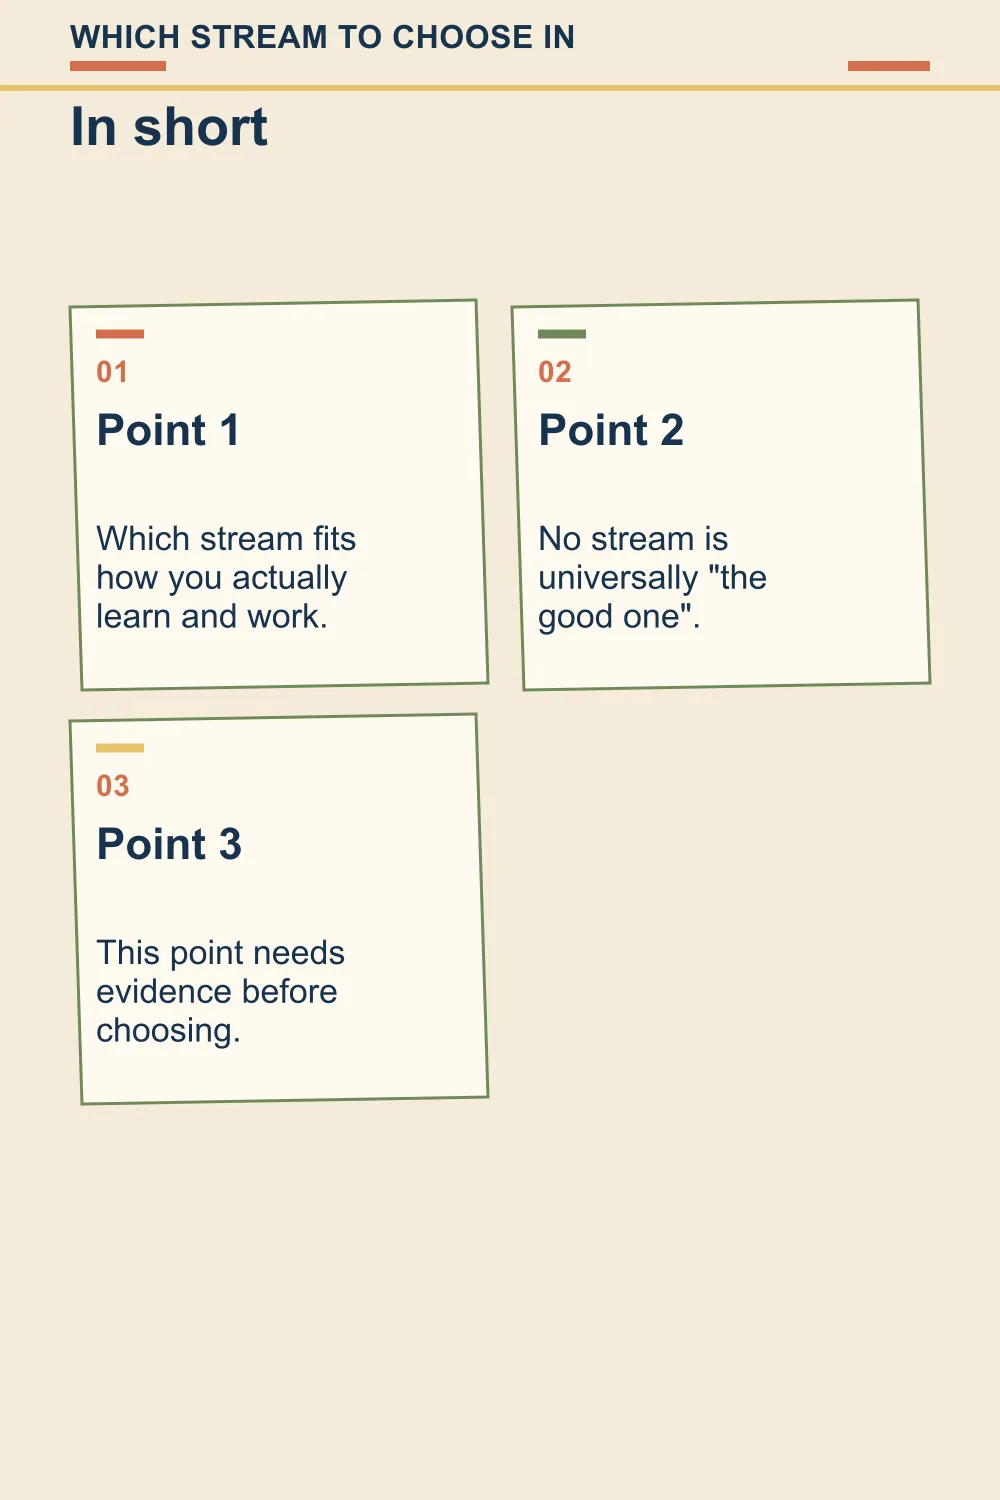 WHICH STREAM TO CHOOSE IN
In short
01
Point 1
Which stream fits
how you actually
learn and work.
02
Point 2
No stream is
universally "the
good one".
03
Point 3
This point needs
evidence before
choosing.